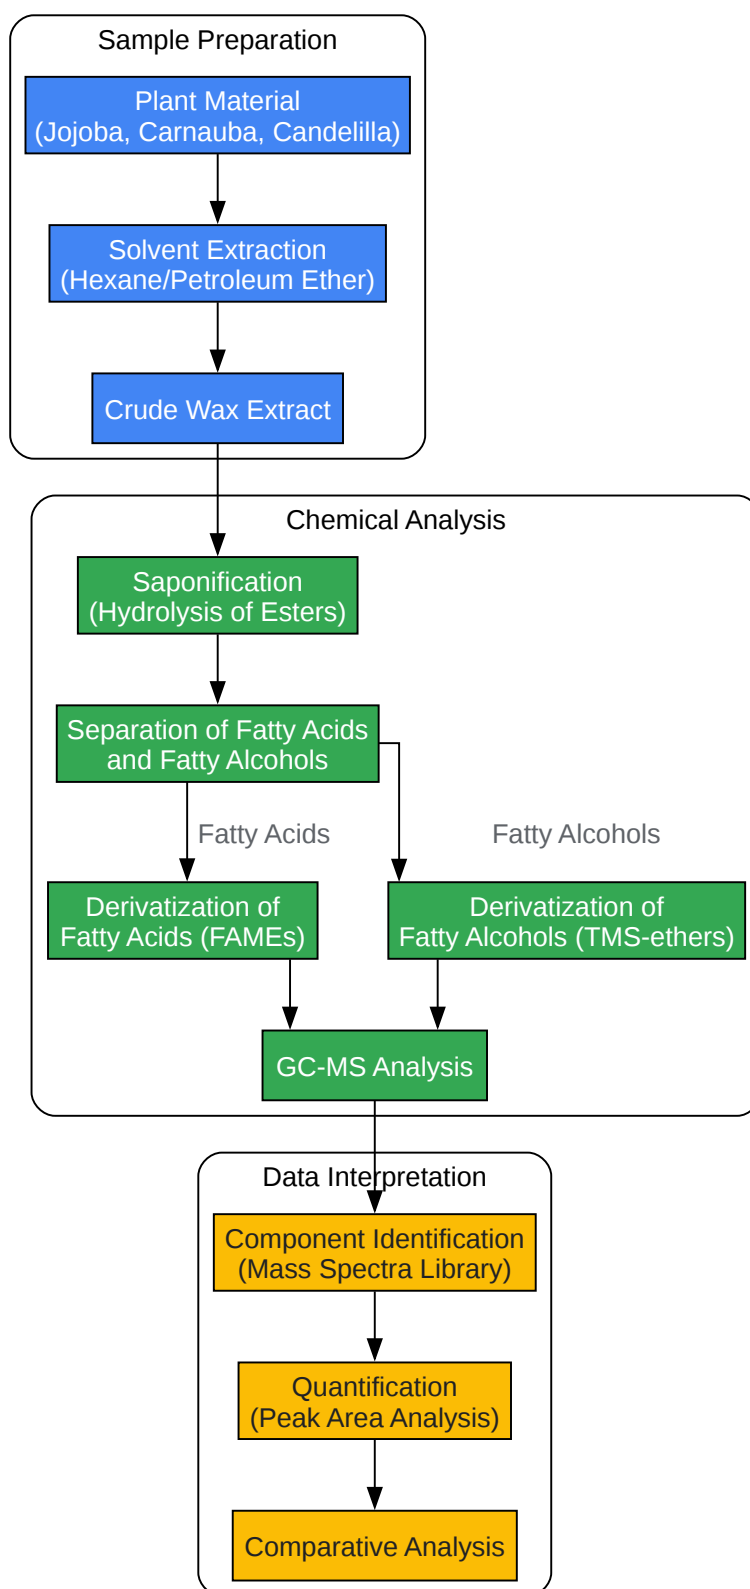 Sample Preparation
Plant Material
(Jojoba, Carnauba, Candelilla)
Solvent Extraction
(Hexane/Petroleum Ether)
Crude Wax Extract
Chemical Analysis
Saponification
(Hydrolysis of Esters)
Separation of Fatty Acids
and Fatty Alcohols
Fatty Acids
Fatty Alcohols
Derivatization of
Fatty Acids (FAMEs)
Derivatization of
Fatty Alcohols (TMS-ethers)
GC-MS Analysis
Data Interpretation
Component Identification
(Mass Spectra Library)
Quantification
(Peak Area Analysis)
Comparative Analysis